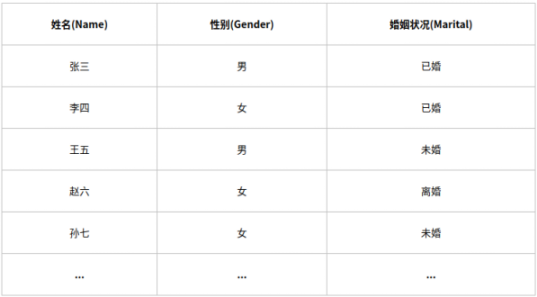 姓名(Name) 性别(Gender) 婚姻状况(Marital)
张三 男 已婚
李四 女 已婚
王五 男 未婚
赵六 女 离婚
孙七 女 未婚
... ... ...